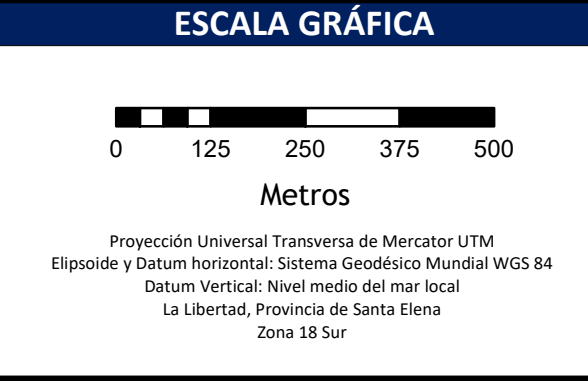 ESCALA GRÁFICA
0 125 250 375 500
Metros
Proyección Universal Transversa de Mercator UTM
Elipsoide y Datum horizontal: Sistema Geodésico Mundial WGS 84
Datum Vertical: Nivel medio del mar local
La Libertad, Provincia de Santa Elena
Zona 18 Sur